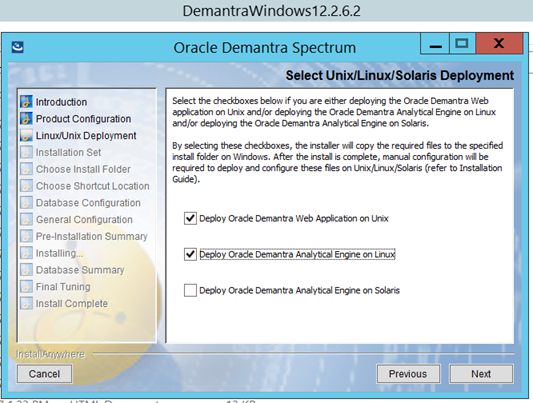 DemantraWindows12.2.6.2
Oracle Demantra Spectrum
Select Unix/Linux/Solaris Deployment
Introduction
Product Configuration
Linux/Unix Deployment
Installation Set
Choose Install Folder
Choose Shortcut Location
Database Configuration
General Configuration
Pre-Installation Summary
Installing...
Database Summary
Final Tuning
Install Complete
Select the checkboxes below if you are either deploying the Oracle Demantra Web
application on Unix and/or deploying the Oracle Demantra Analytical Engine on Linux
and/or deploying the Oracle Demantra Analytical Engine on Solaris.
By selecting these checkboxes, the installer will copy the required files to the specified
install folder on Windows. After the install is complete, manual configuration will be
required to deploy and configure these files on Unix/Linux/Solaris (refer to Installation
Guide).
Deploy Oracle Demantra Web Application on Unix
Deploy Oracle Demantra Analytical Engine on Linux
Deploy Oracle Demantra Analytical Engine on Solaris
InstallAnywhere
Cancel
Previous
Next